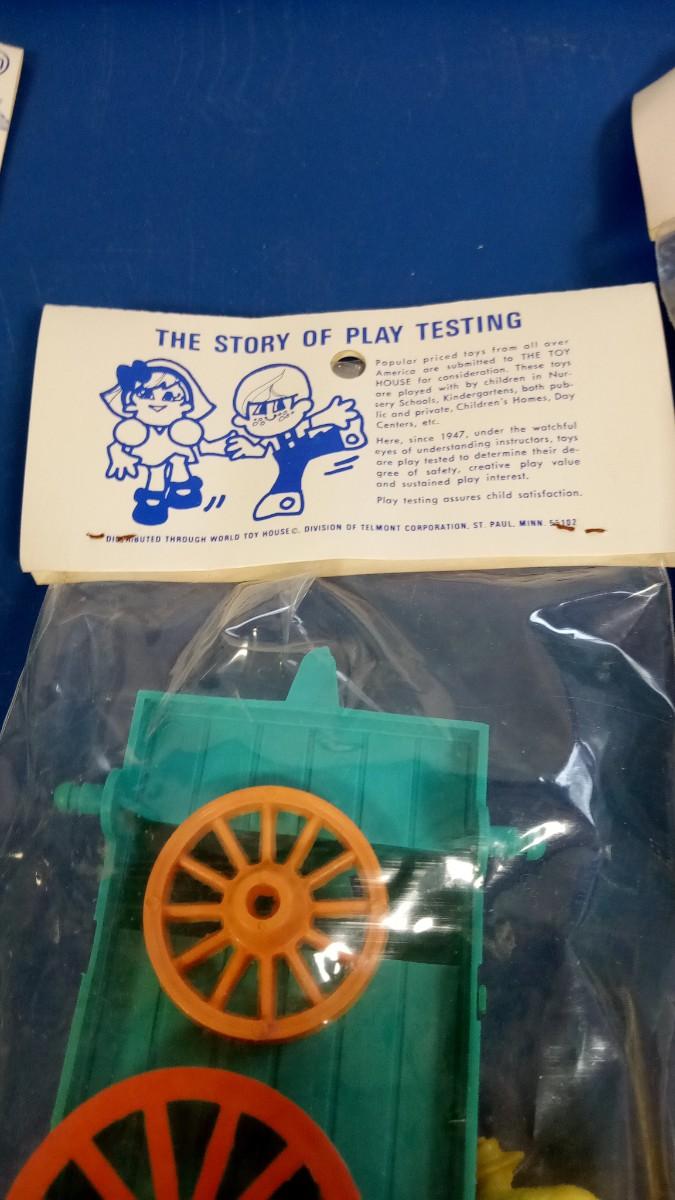 THE STORY OF PLAY TESTING
Popular priced toys from all over
America are submitted to THE TOY
HOUSE for consideration. These toys
are played with by children in Nur-
sery Schools, Kindergartens, both pub-
lic and private, Children's Homes, Day
Centers, etc.
Here, since 1947, under the watchful
eyes of understanding instructors, toys
are play tested to determine their de-
gree of safety, creative play value
and sustained play interest.
Play testing assures child satisfaction.
DISTRIBUTED THROUGH WORLD TOY HOUSE©, DIVISION OF TELMONT CORPORATION, ST. PAUL, MINN. 55102